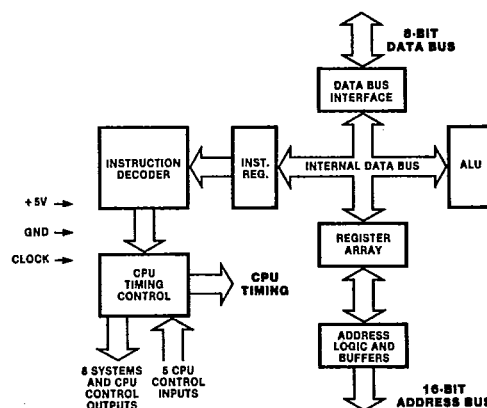 8-BIT
DATA BUS
DATA BUS
INTERFACE
INSTRUCTION
DECODER
INST.
REG.
INTERNAL DATA BUS
ALU
+5V
GND
CLOCK
REGISTER
ARRAY
CPU
TIMING
CONTROL
CPU
TIMING
ADDRESS
LOGIC AND
BUFFERS
8 SYSTEMS
AND CPU
CONTROL
OUTPUTS
5 CPU
CONTROL
INPUTS
16-BIT
ADDRESS BUS